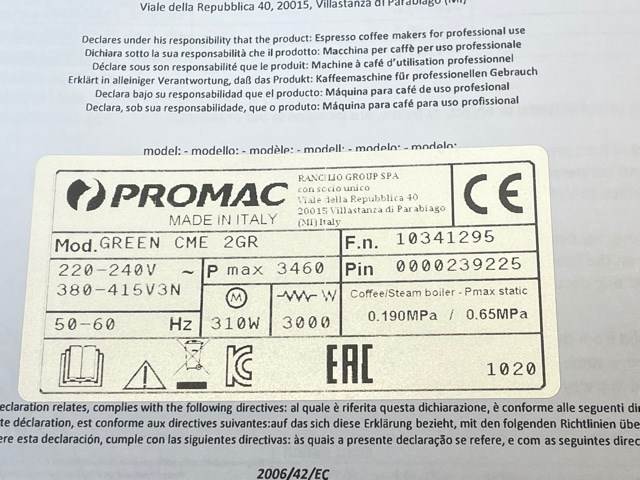 Viale della Repubblica 40, 20015, Villastanza di Parabiago (MI)
Declares under his responsibility that the product: Espresso coffee makers for professional use
Dichiara sotto la sua responsabilità che il prodotto: Macchina per caffè per uso professionale
Déclare sous son responsabilité que le produit: Machine à café d'utilisation professionnel
Erklärt in alleiniger Verantwortung, daß das Produkt: Kaffeemaschine für professionellen Gebrauch
Declara bajo su responsabilidad que el producto: Máquina para café de uso profesional
Declara, sob sua responsabilidade, que o produto: Máquina para café para uso profissional
model: - modello: - modèle: - modell: - modelo: - modelo:
PROMAC
MADE IN ITALY
RANCILIO GROUP SPA
con socio unico
Viale della Repubblica 40
20015 Villastanza di Parabiago
(MI) Italy
CE
Mod. GREEN CME 2GR
F.n. 10341295
220-240V ~
380-415V3N
P max 3460
Pin 0000239225
50-60 Hz
M
310W
W
3000
Coffee/Steam boiler - Pmax static
0.190MPa / 0.65MPa
EAC
1020
eclaration relates, complies with the following directives: al quale è riferita questa dichiarazione, è conforme alle seguenti di
te déclaration, est conforme aux directives suivantes:auf das sich diese Erklärung bezieht, mit den folgenden Richtlinien übe
ere esta declaración, cumple con las siguientes directivas: às quais a presente declaração se refere, e com as seguintes direct
2006/42/EC